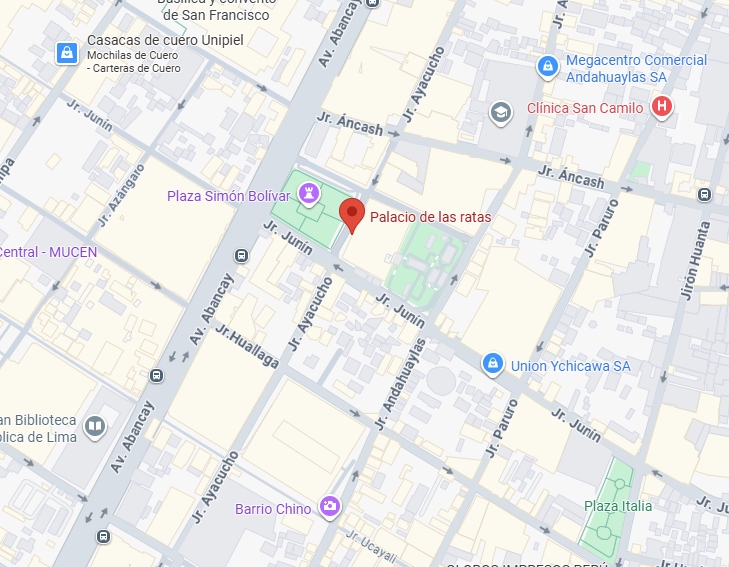 Basílica y convento
de San Francisco
Casacas de cuero Unipiel
Mochilas de Cuero
- Carteras de Cuero
Av. Abancay
Jr. Ayacucho
Megacentro Comercial
Andahuaylas SA
Clínica San Camilo
Jr. Junín
Jr. Áncash
Jr. Áncash
Jr. Azángaro
Plaza Simón Bolívar
Palacio de las ratas
Jr. Paruro
Jirón Huanta
Central - MUCEN
Jr. Junín
Av. Abancay
Jr. Ayacucho
Jr. Junín
Jr.Huallaga
Jr. Andahuaylas
Union Ychicawa SA
Jr. Paruro
Jr. Junín
an Biblioteca
blica de Lima
Av. Abancay
Jr. Ayacucho
Barrio Chino
Jr. Ucayali
Plaza Italia
Jr. Huanta